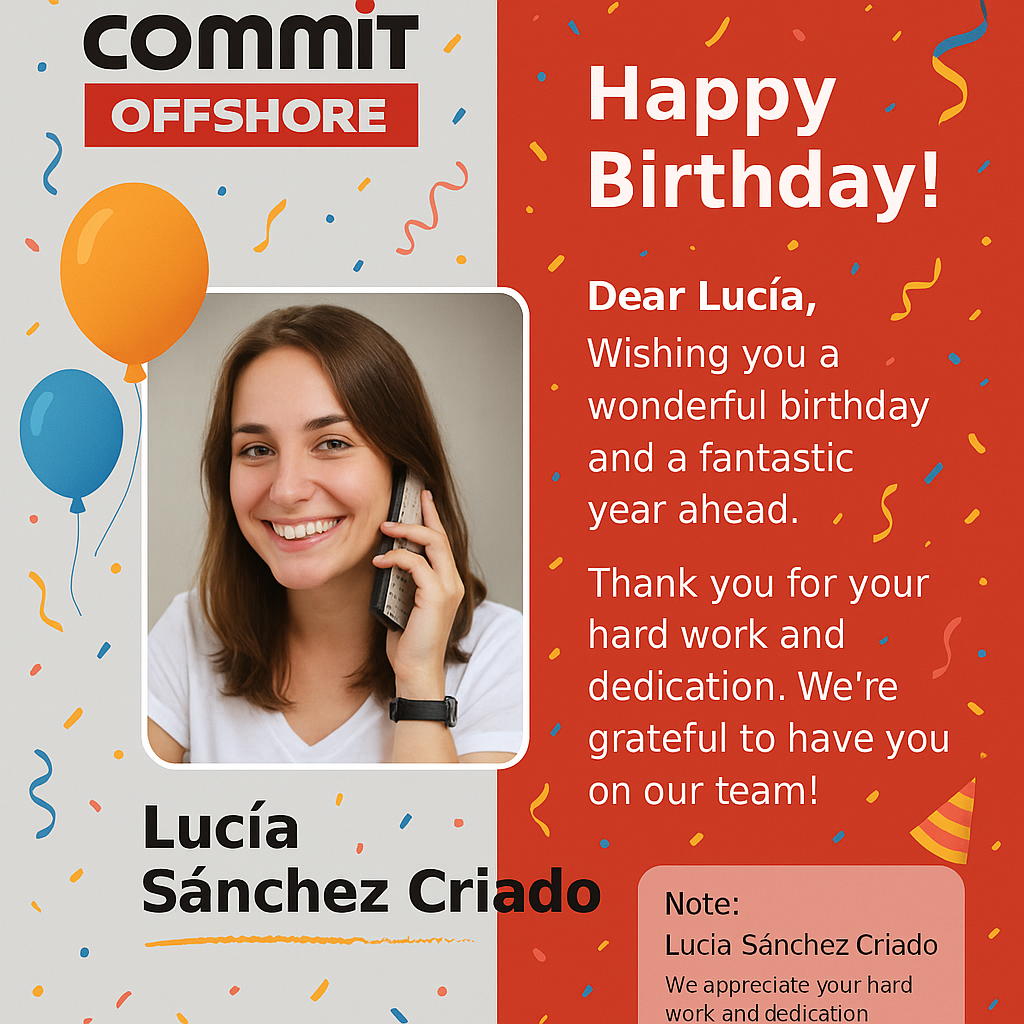 commiT
OFFSHORE
Happy
Birthday!
Dear Lucía,
Wishing you a
wonderful birthday
and a fantastic
year ahead.
Thank you for your
hard work and
dedication. We're
grateful to have you
on our team!
Lucía
Sánchez Criado
Note:
Lucia Sánchez Criado
We appreciate your hard
work and dedication